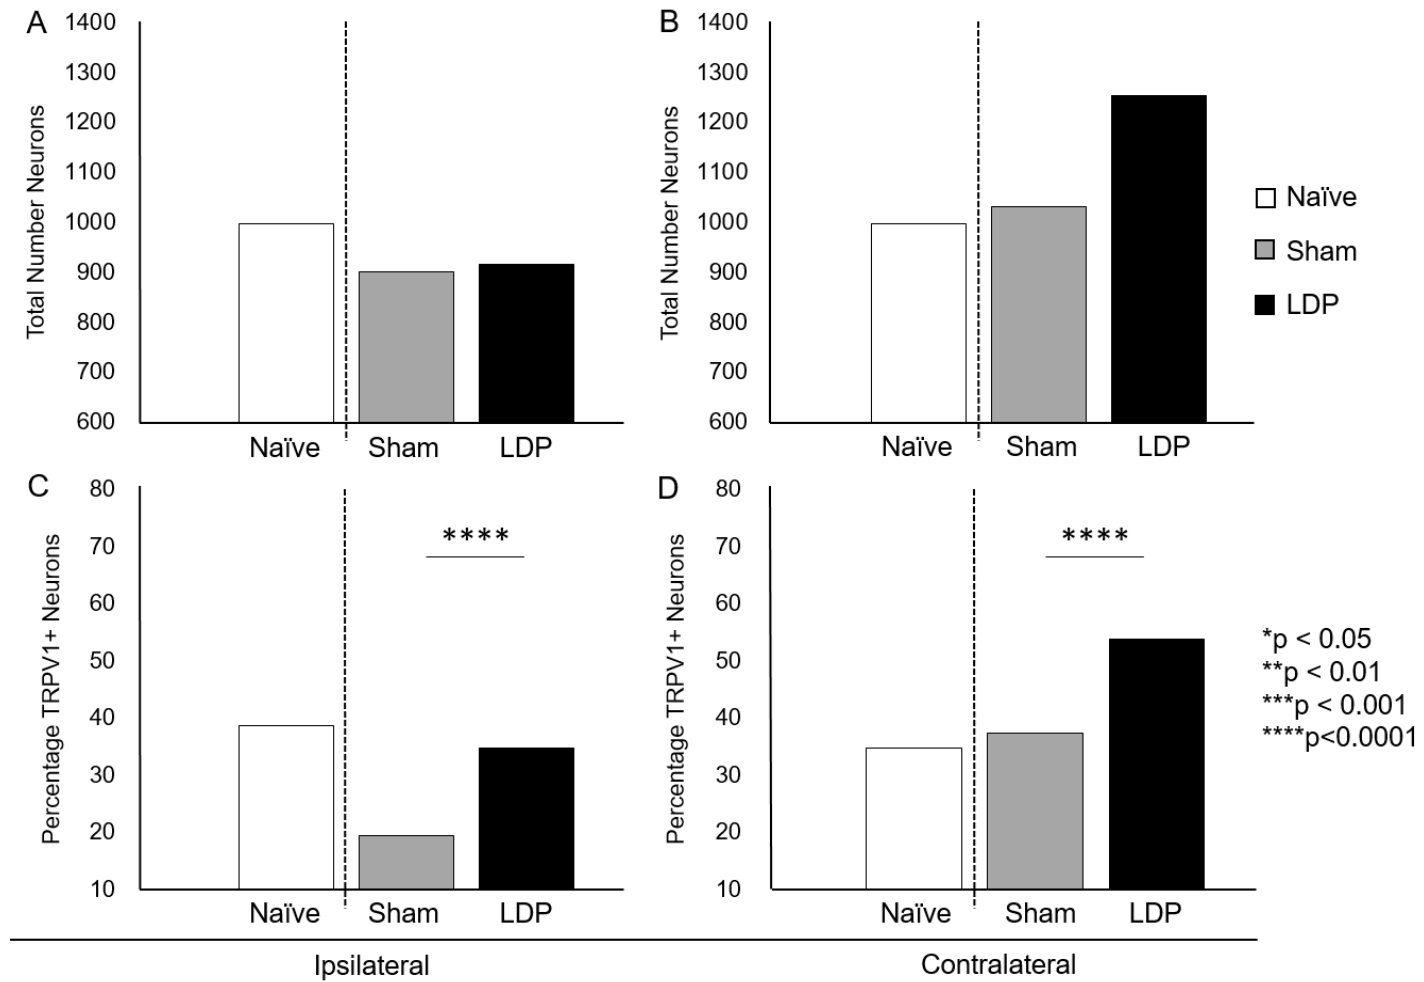 A
1400
1300
1200
1100
1000
900
800
700
600
Total Number Neurons
Naïve
Sham
LDP
B
1400
1300
1200
1100
1000
900
800
700
600
Total Number Neurons
Naïve
Sham
LDP
Naïve
Sham
LDP
C
80
70
60
50
40
30
20
10
Percentage TRPV1+ Neurons
****
Naïve
Sham
LDP
D
80
70
60
50
40
30
20
10
Percentage TRPV1+ Neurons
****
Naïve
Sham
LDP
*p < 0.05
**p < 0.01
***p < 0.001
****p<0.0001
Ipsilateral
Contralateral